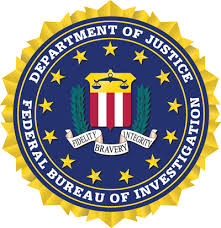 DEPARTMENT OF JUSTICE
FIDELITY
BRAVERY
INTEGRITY
FEDERAL BUREAU OF INVESTIGATION